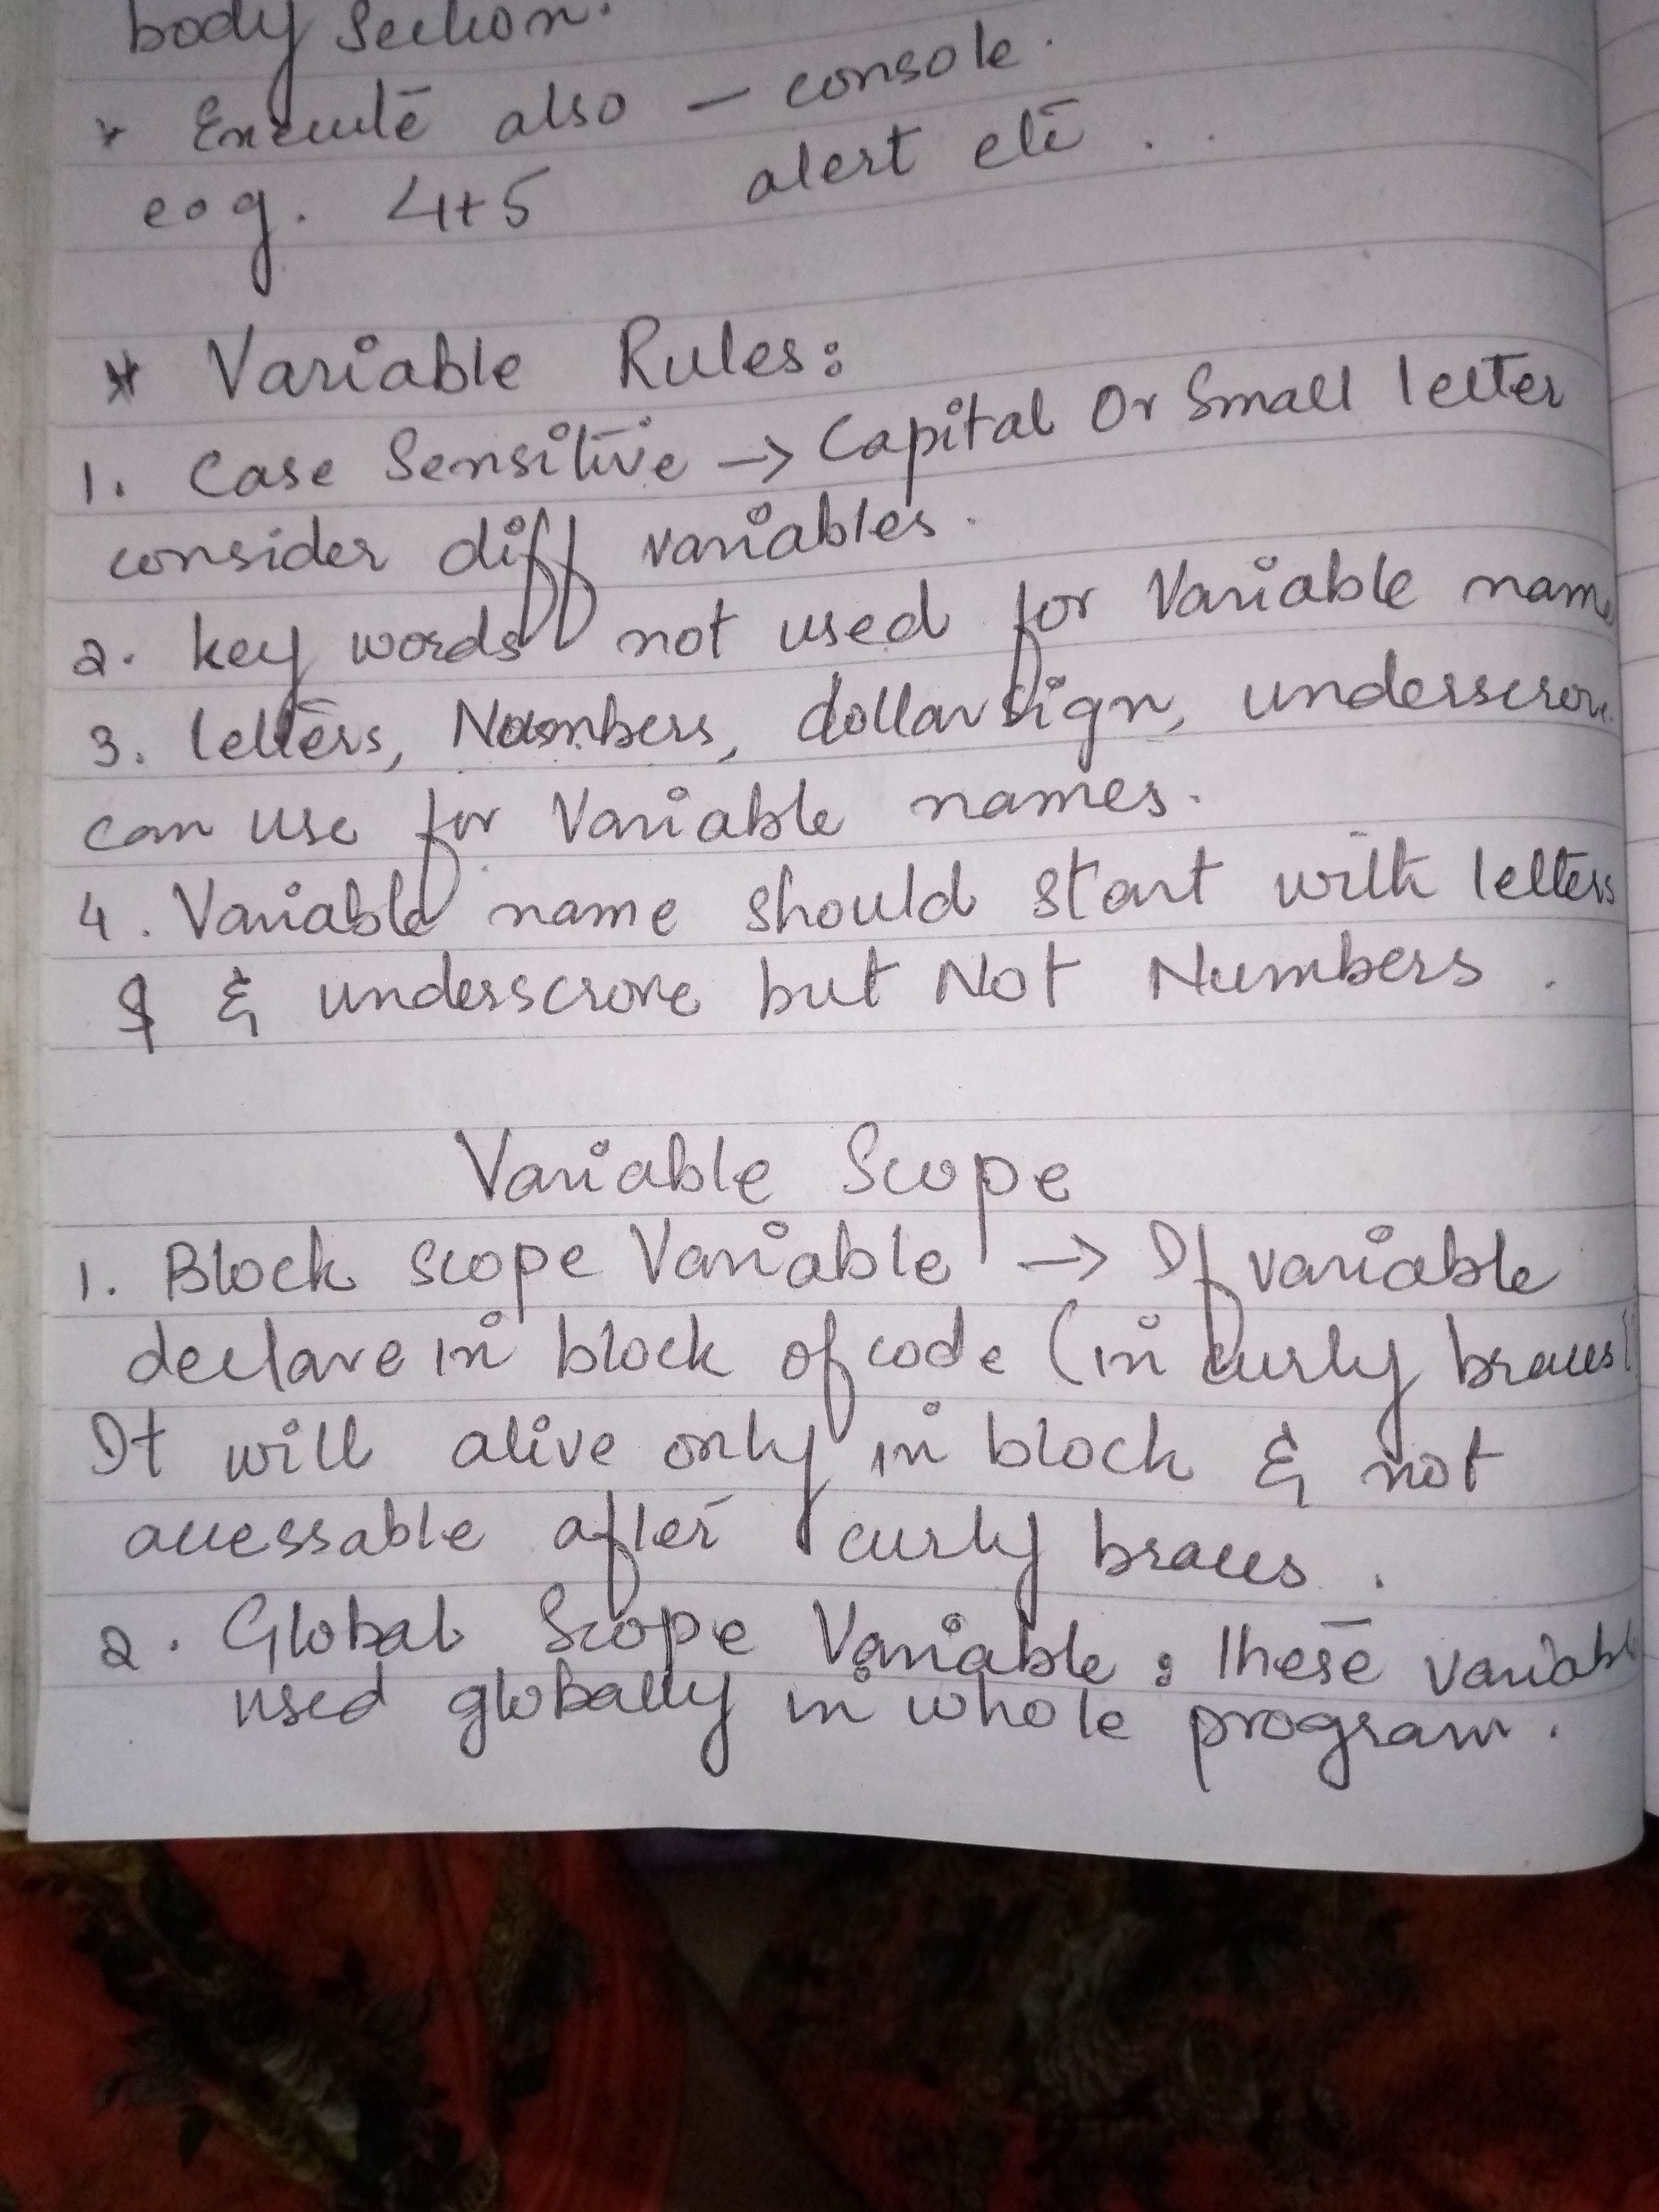 body section.
* Execute also - console.
e.g. 4+5 alert etc ..
* Variable Rules:
1. Case Sensitive → Capital Or Small letter
consider diff variables.
2. key words not used for Variable name
3. letters, Numbers, dollar sign, underscrore
can use for Variable names.
4. Variable name should start with letters
$ & underscrore but Not Numbers.
Variable Scope
1. Block scope Variable → If variable
declare in block of code (in curly braces)
It will alive only in block & not
acessable after curly braces.
2. Global Scope Variable : These variabl
used globally in whole program.